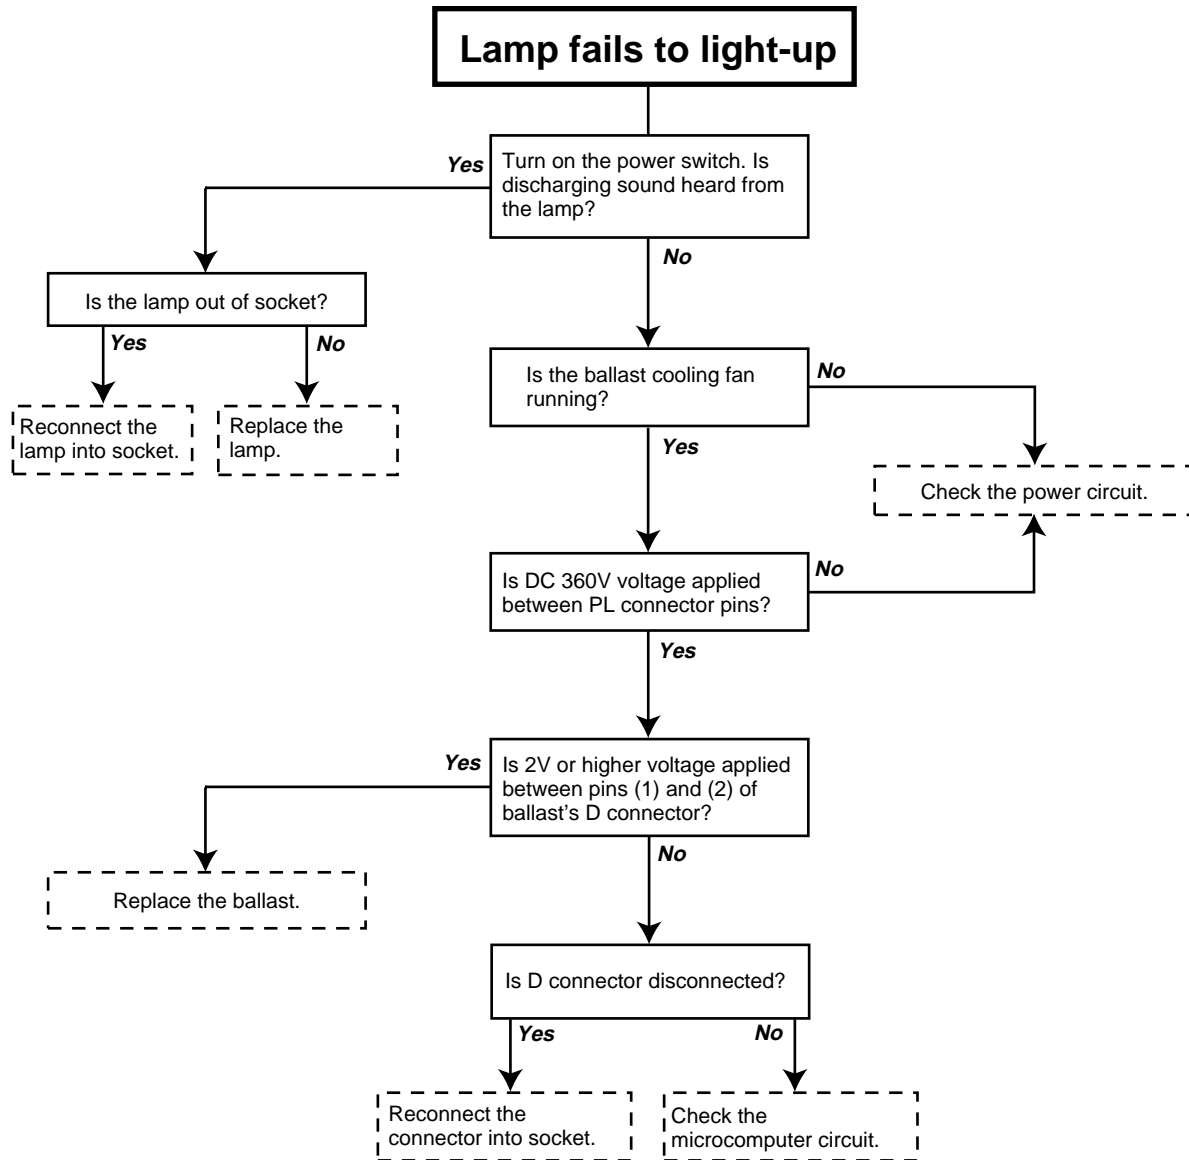 Lamp fails to light-up
Turn on the power switch. Is
discharging sound heard from
the lamp?
Yes
No
Is the lamp out of socket?
Yes
No
Reconnect the
lamp into socket.
Replace the
lamp.
Is the ballast cooling fan
running?
No
Yes
Check the power circuit.
Is DC 360V voltage applied
between PL connector pins?
No
Yes
Is 2V or higher voltage applied
between pins (1) and (2) of
ballast's D connector?
Yes
No
Replace the ballast.
Is D connector disconnected?
Yes
No
Reconnect the
connector into socket.
Check the
microcomputer circuit.